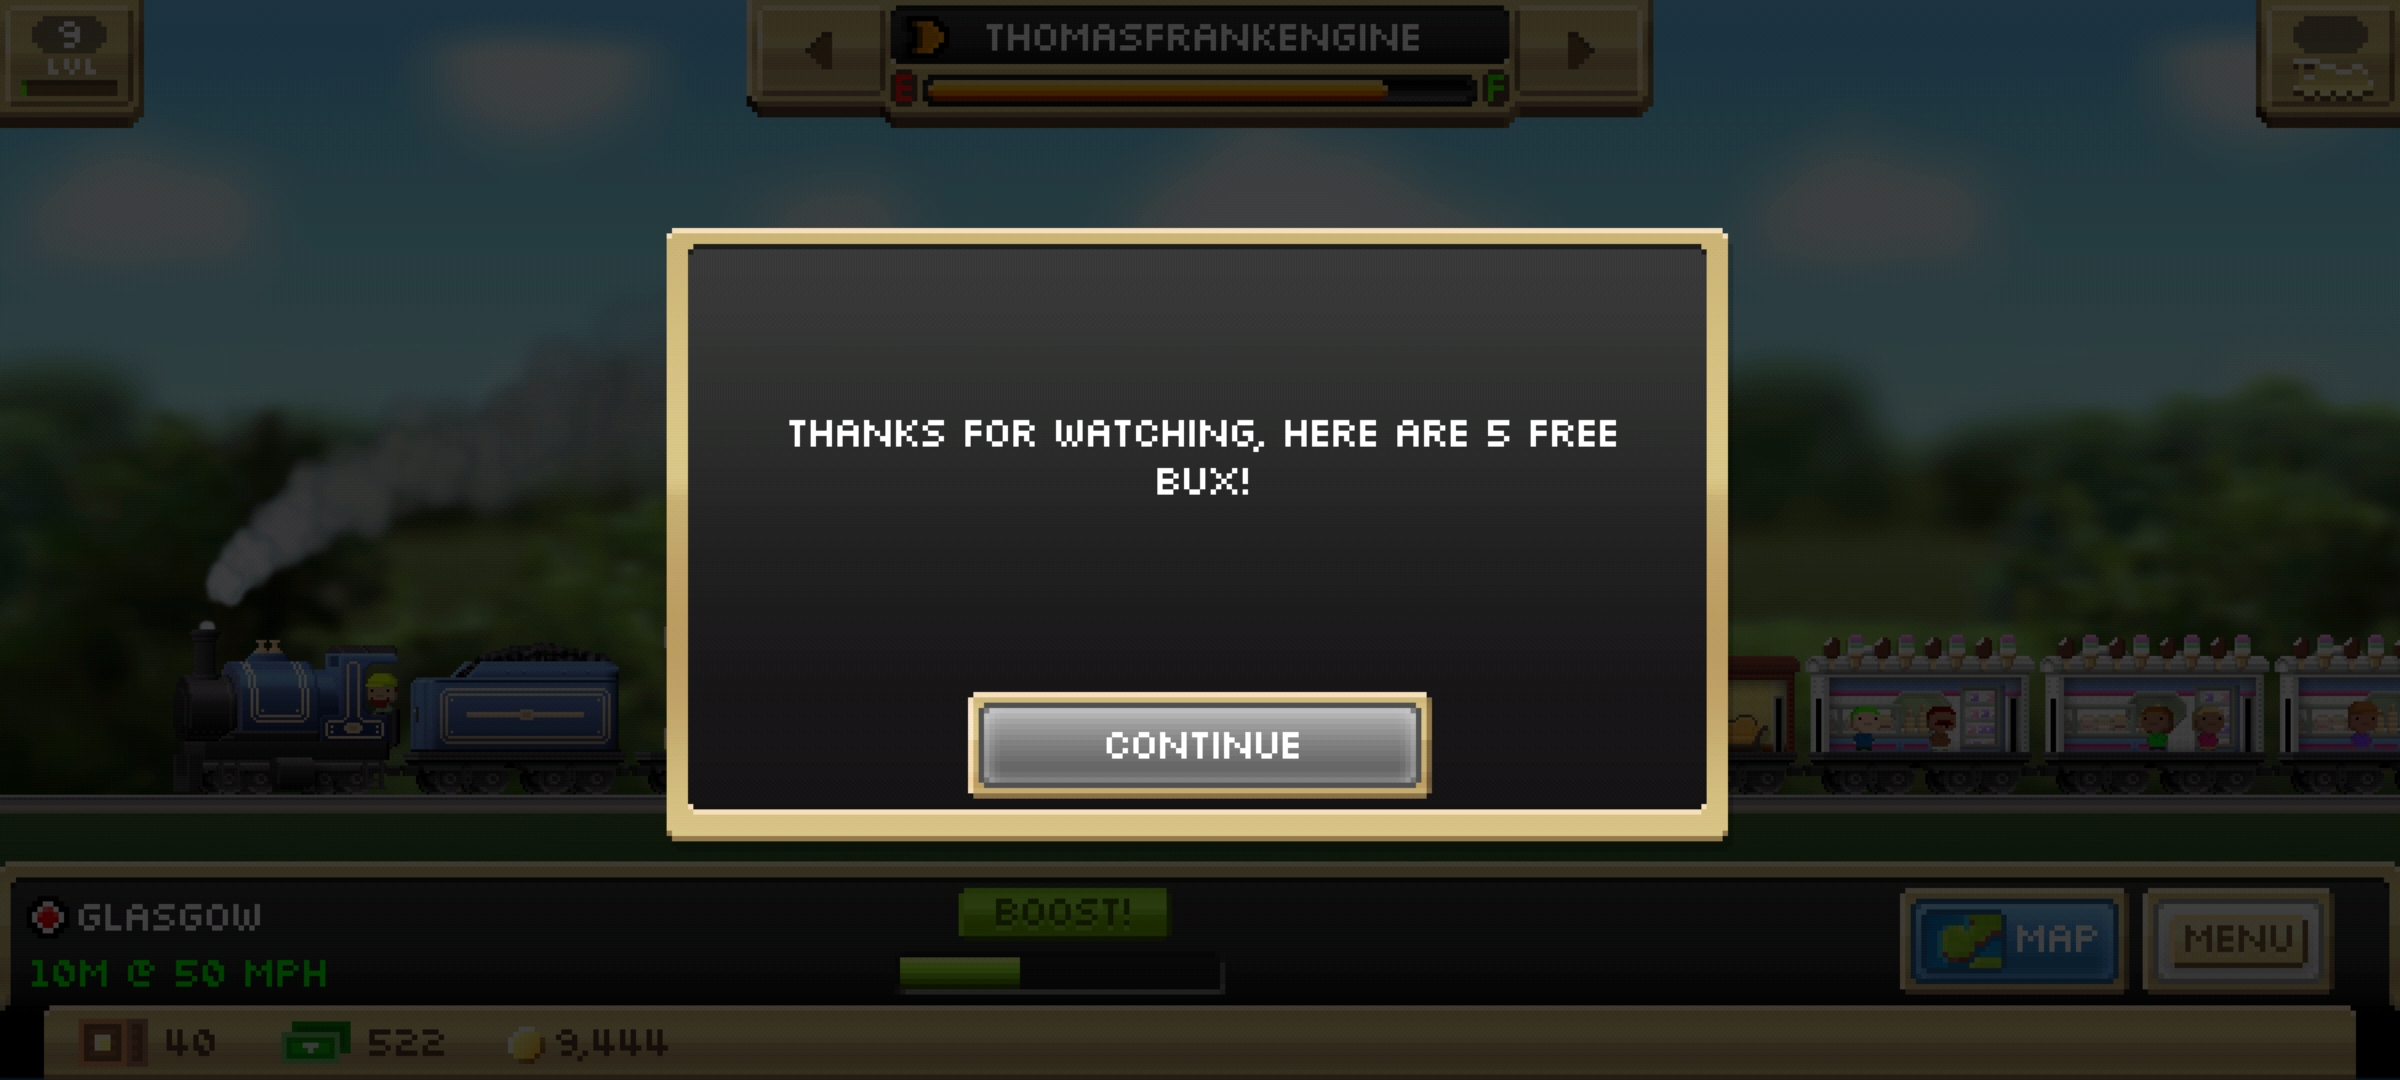 9
LVL
THOMASFRANKENGINE
E F
THANKS FOR WATCHING, HERE ARE 5 FREE
BUX!
CONTINUE
GLASGOW
10M @ 50 MPH
BOOST!
MAP
MENU
40 522 9,444